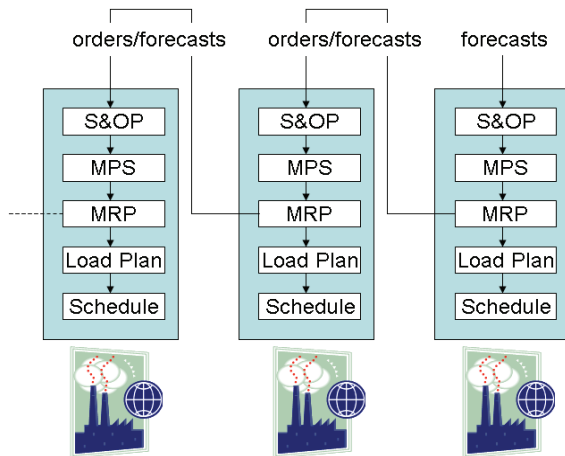 orders/forecasts
orders/forecasts
forecasts
S&OP
MPS
MRP
Load Plan
Schedule
S&OP
MPS
MRP
Load Plan
Schedule
S&OP
MPS
MRP
Load Plan
Schedule